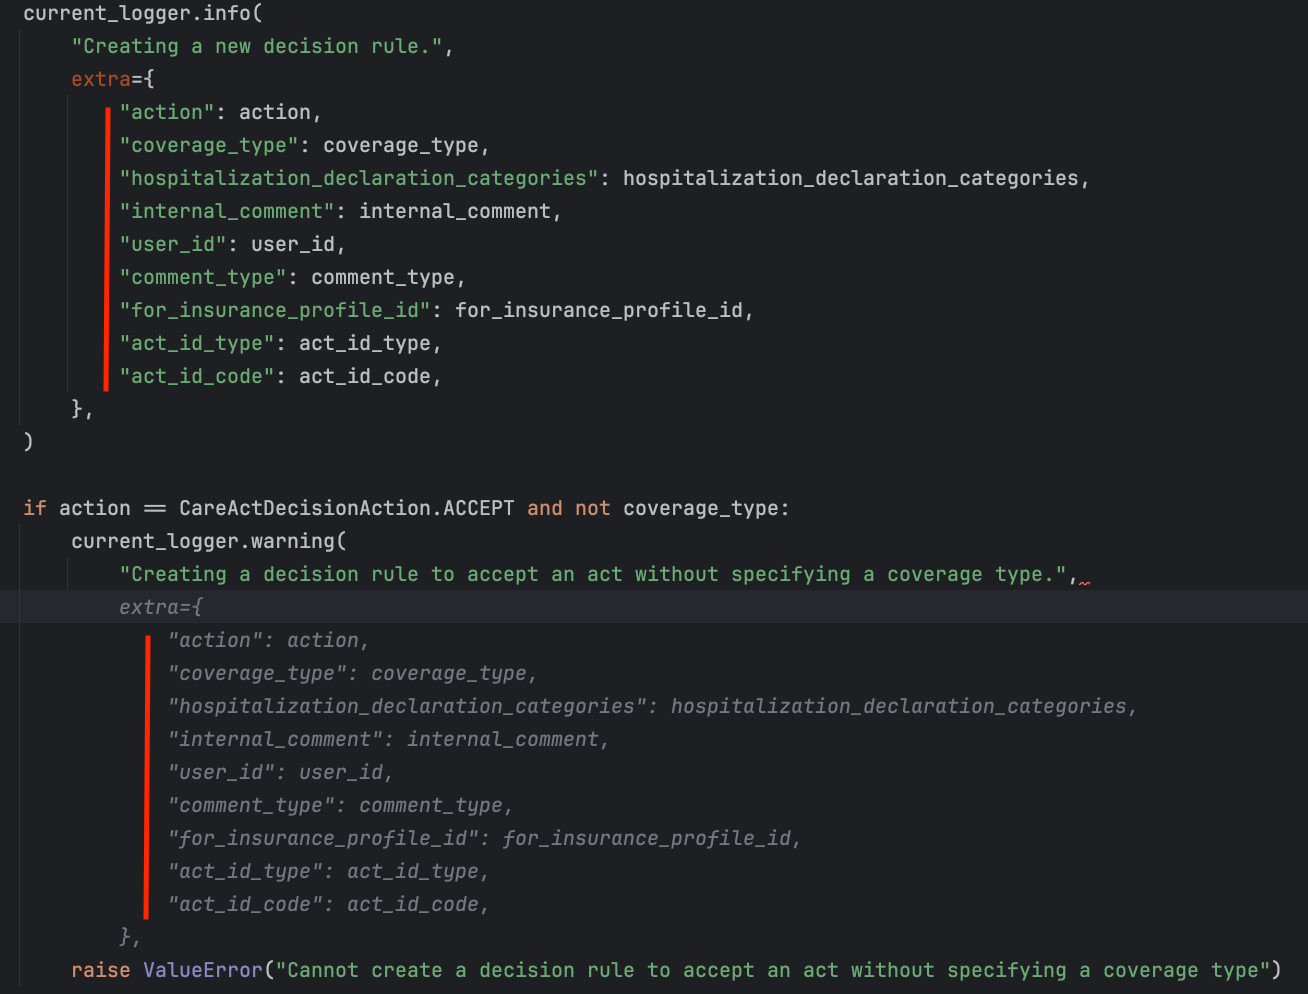 current_logger.info(
"Creating a new decision rule.",
extra={
"action": action,
"coverage_type": coverage_type,
"hospitalization_declaration_categories": hospitalization_declaration_categories,
"internal_comment": internal_comment,
"user_id": user_id,
"comment_type": comment_type,
"for_insurance_profile_id": for_insurance_profile_id,
"act_id_type": act_id_type,
"act_id_code": act_id_code,
},
)
if action == CareActDecisionAction.ACCEPT and not coverage_type:
current_logger.warning(
"Creating a decision rule to accept an act without specifying a coverage type.",
extra={
"action": action,
"coverage_type": coverage_type,
"hospitalization_declaration_categories": hospitalization_declaration_categories,
"internal_comment": internal_comment,
"user_id": user_id,
"comment_type": comment_type,
"for_insurance_profile_id": for_insurance_profile_id,
"act_id_type": act_id_type,
"act_id_code": act_id_code,
},
raise ValueError("Cannot create a decision rule to accept an act without specifying a coverage type")